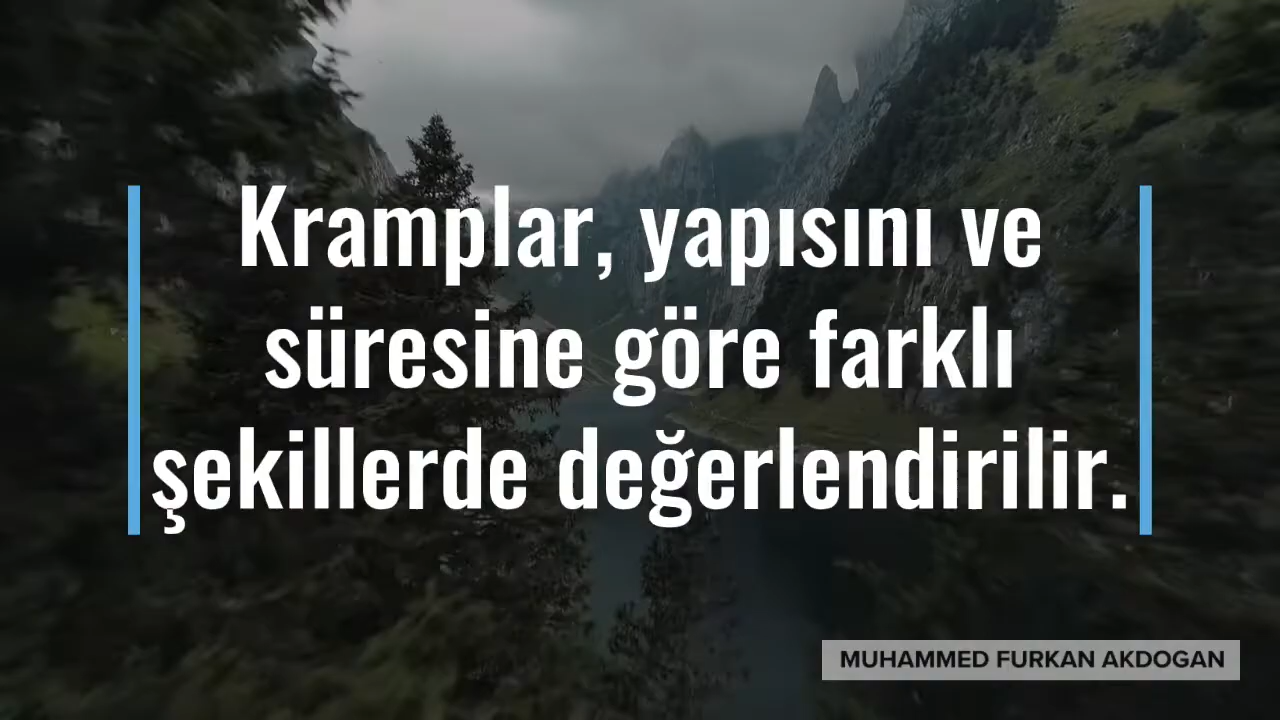 Kramplar, yapısını ve
süresine göre farklı
şekillerde değerlendirilir.
MUHAMMED FURKAN AKDOGAN